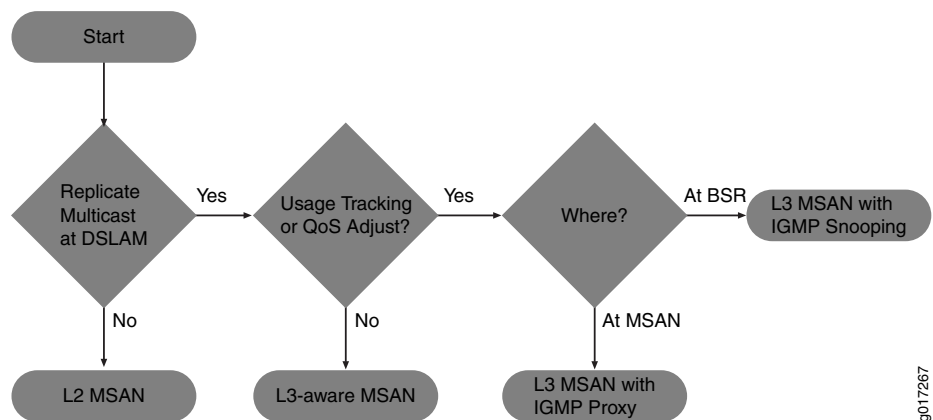 Start
Replicate
Multicast
at DSLAM
Yes
Usage Tracking
or QoS Adjust?
Yes
Where?
At BSR
L3 MSAN with
IGMP Snooping
No
No
At MSAN
L2 MSAN
L3-aware MSAN
L3 MSAN with
IGMP Proxy
g017267